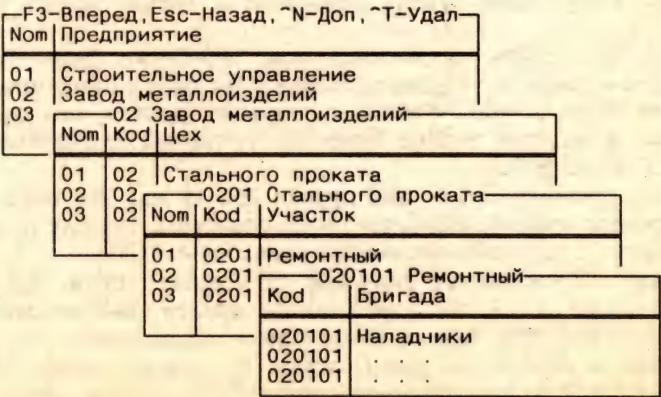 F3-Вперед,Esc-Назад,^N-Доп,^T-Удал
Nom Предприятие
01 Строительное управление
02 Завод металлоизделий
03 02 Завод металлоизделий
Nom Kod Цех
01 02 Стального проката
02 02 0201 Стального проката
03 02 Nom Kod Участок
01 0201 Ремонтный
02 0201 020101 Ремонтный
03 0201 Kod Бригада
020101 Наладчики
020101 . . .
020101 . . .